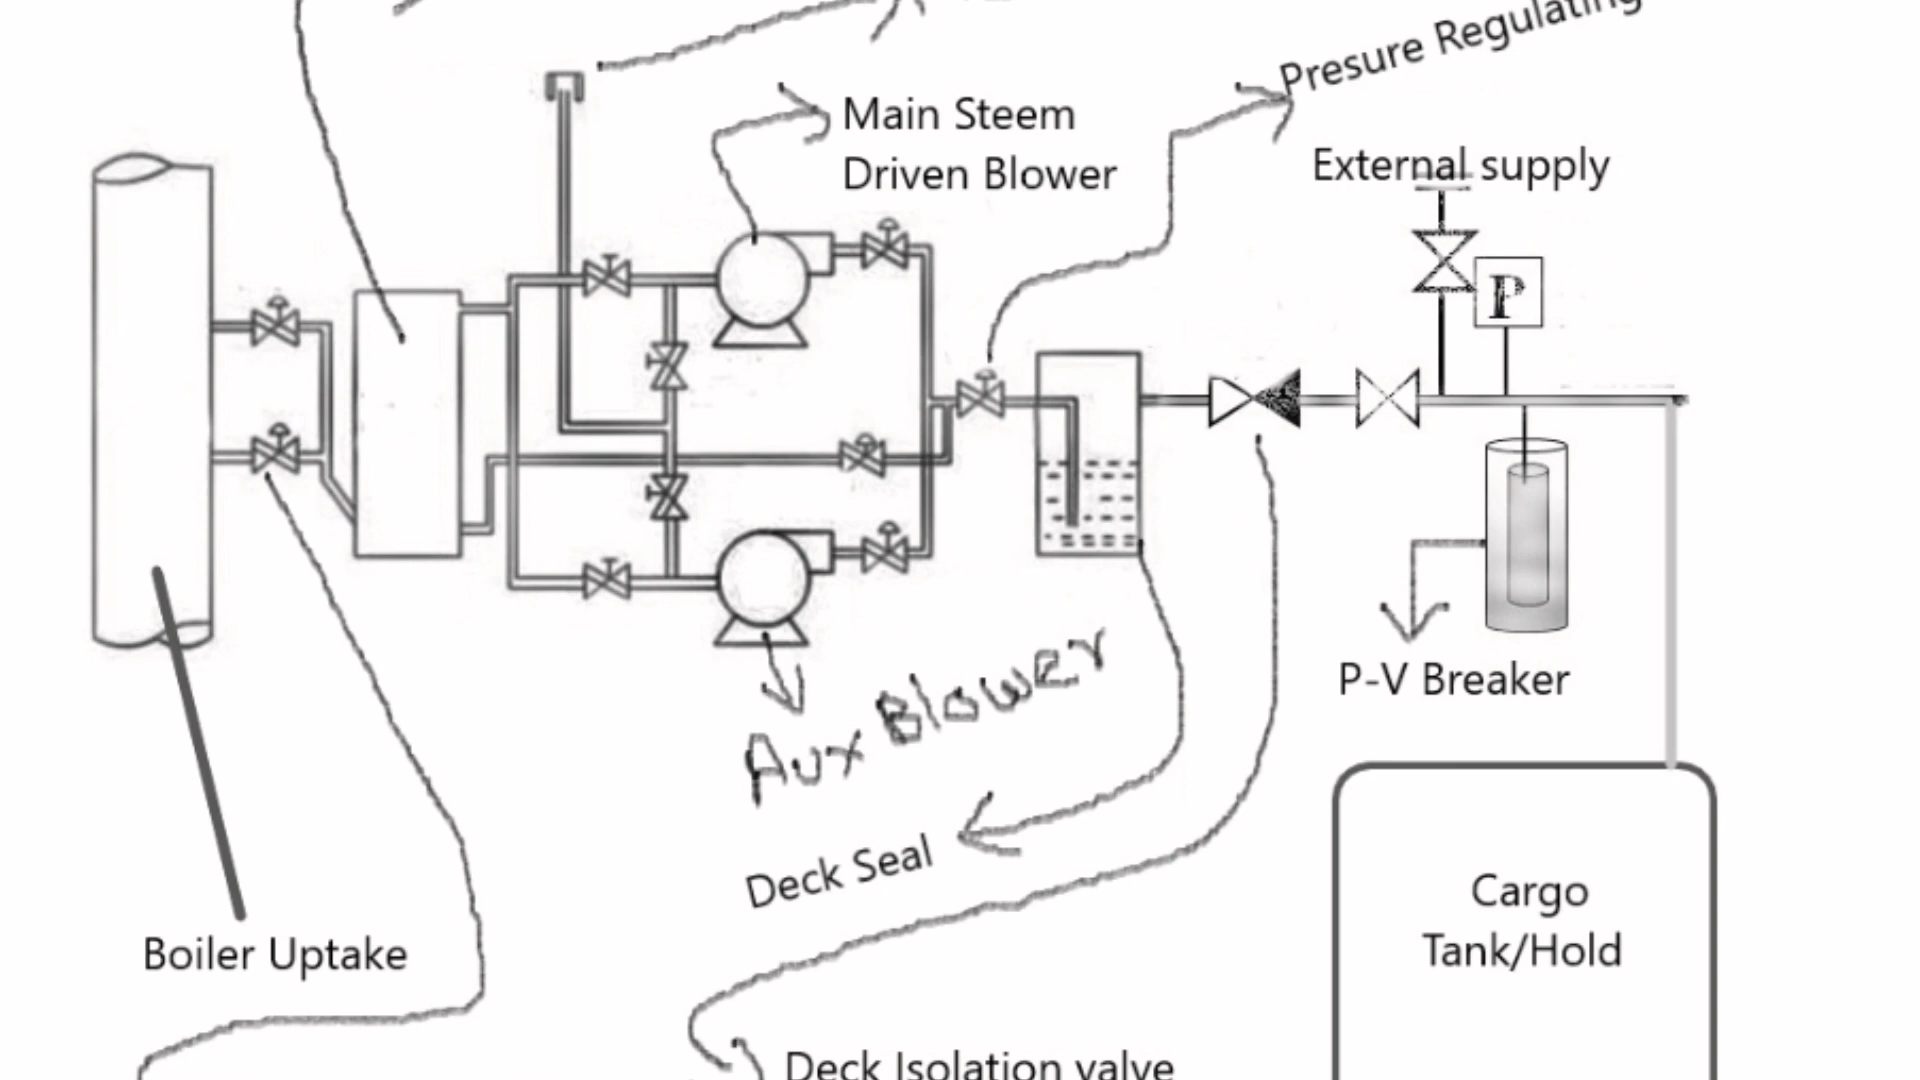 Presure Regulating
Main Steem
Driven Blower
External supply
P
Aux Blower
P-V Breaker
Deck Seal
Cargo
Tank/Hold
Boiler Uptake
Deck Isolation valve